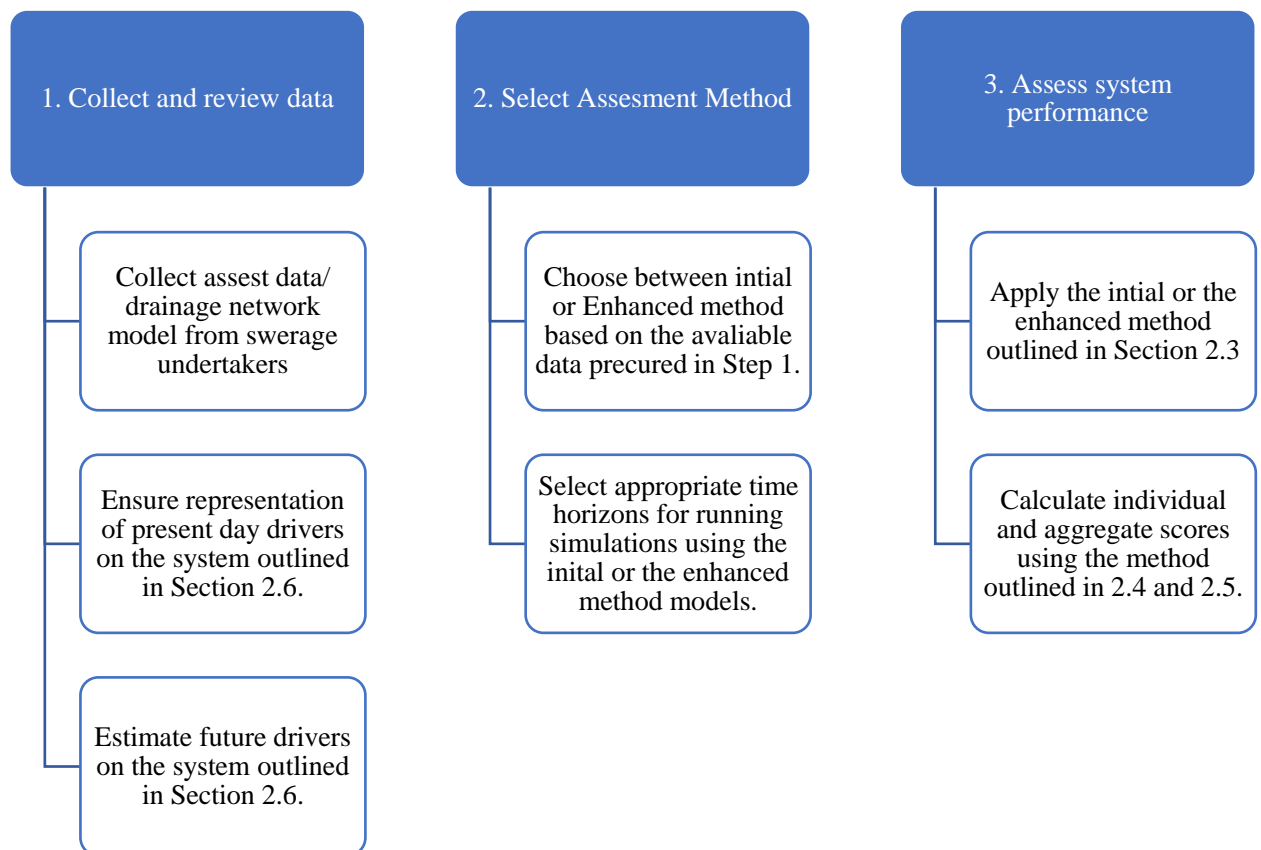 1. Collect and review data
Collect assest data/
drainage network
model from swerage
undertakers
Ensure representation
of present day drivers
on the system outlined
in Section 2.6.
Estimate future drivers
on the system outlined
in Section 2.6.
2. Select Assesment Method
Choose between intial
or Enhanced method
based on the avaliable
data precured in Step 1.
Select appropriate time
horizons for running
simulations using the
inital or the enhanced
method models.
3. Assess system
performance
Apply the intial or the
enhanced method
outlined in Section 2.3
Calculate individual
and aggregate scores
using the method
outlined in 2.4 and 2.5.